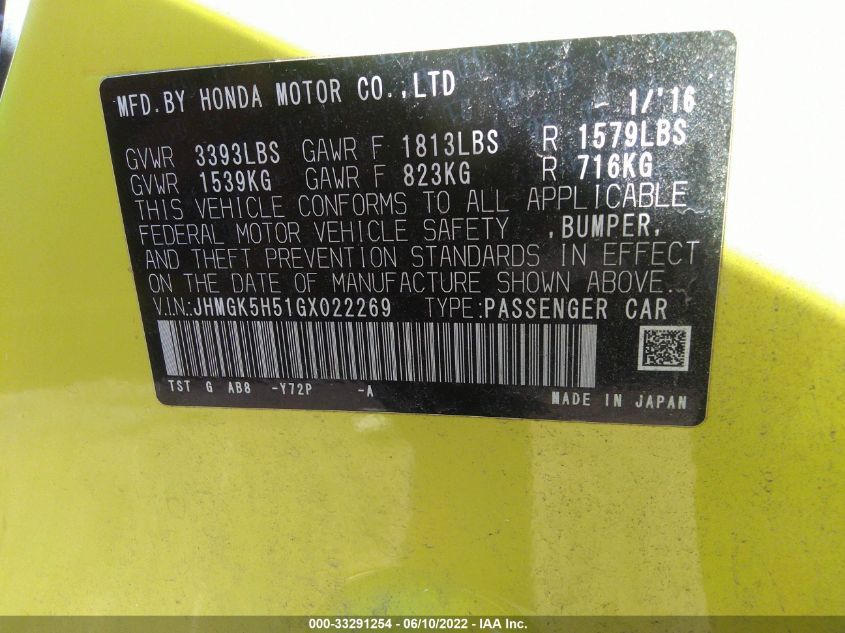 MFD. BY HONDA MOTOR CO., LTD - 1/'16
GVWR 3393LBS GAWR F 1813LBS R 1579LBS
GVWR 1539KG GAWR F 823KG R 716KG
THIS VEHICLE CONFORMS TO ALL APPLICABLE
FEDERAL MOTOR VEHICLE SAFETY ,BUMPER,
AND THEFT PREVENTION STANDARDS IN EFFECT
ON THE DATE OF MANUFACTURE SHOWN ABOVE.
V.I.N.:JHMGK5H51GX022269 TYPE:PASSENGER CAR
TST G AB8 -Y72P -A
MADE IN JAPAN
000-33291254 - 06/10/2022 - IAA Inc.